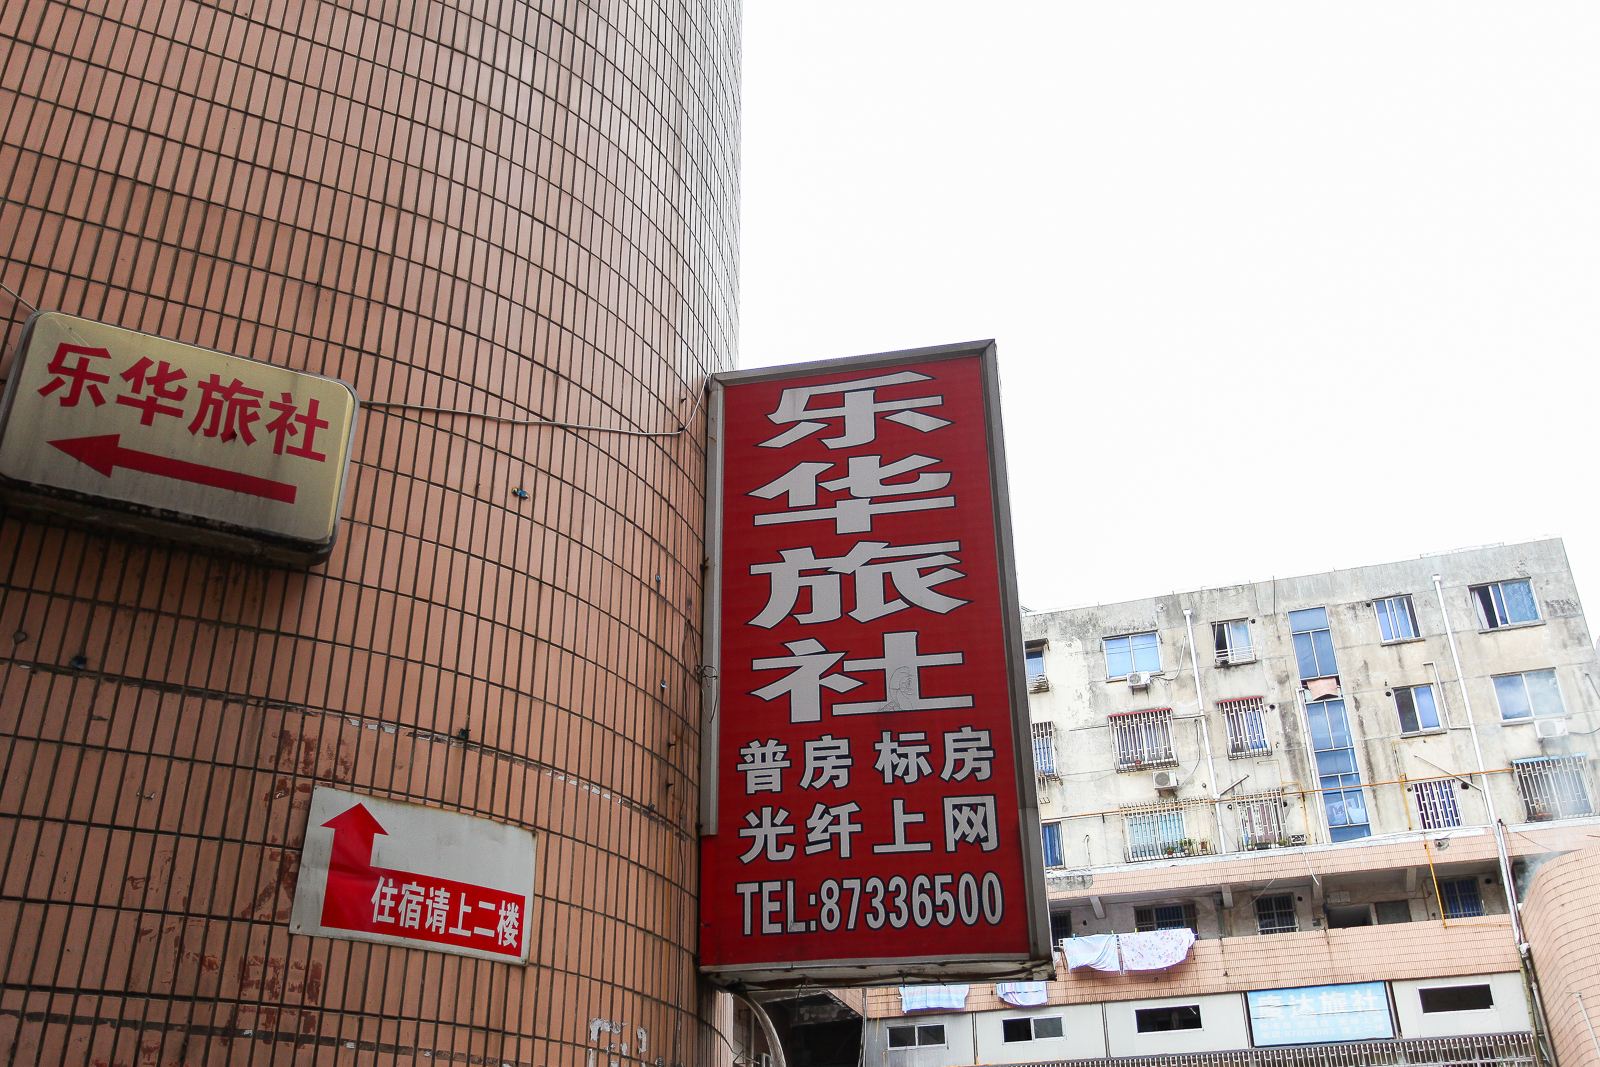 乐华旅社
乐华旅社
普房 标房
光纤上网
TEL:87336500
住宿请上二楼